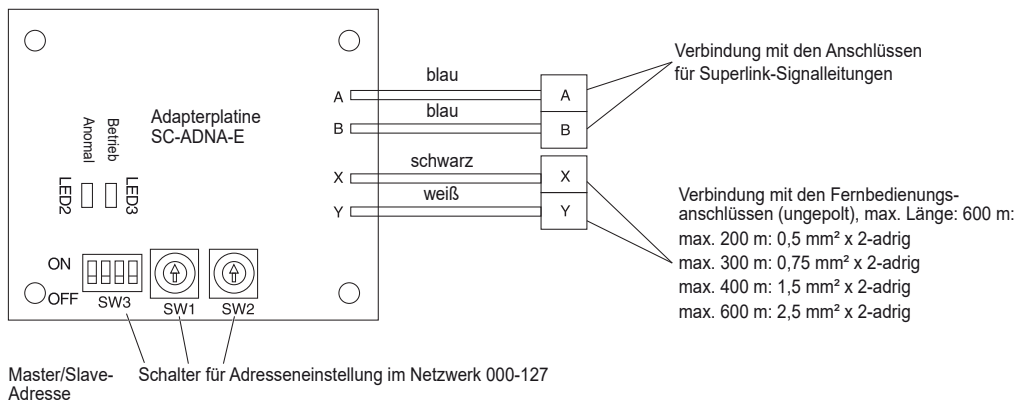 Adapterplatine
SC-ADNA-E
Anomal
Betrieb
LED2
LED3
ON
OFF
SW3
SW1
SW2
A
B
X
Y
blau
blau
schwarz
weiß
A
B
X
Y
Verbindung mit den Anschlüssen
für Superlink-Signalleitungen
Verbindung mit den Fernbedienungs-
anschlüssen (ungepolt), max. Länge: 600 m:
max. 200 m: 0,5 mm² x 2-adrig
max. 300 m: 0,75 mm² x 2-adrig
max. 400 m: 1,5 mm² x 2-adrig
max. 600 m: 2,5 mm² x 2-adrig
Master/Slave-
Adresse
Schalter für Adresseneinstellung im Netzwerk 000-127